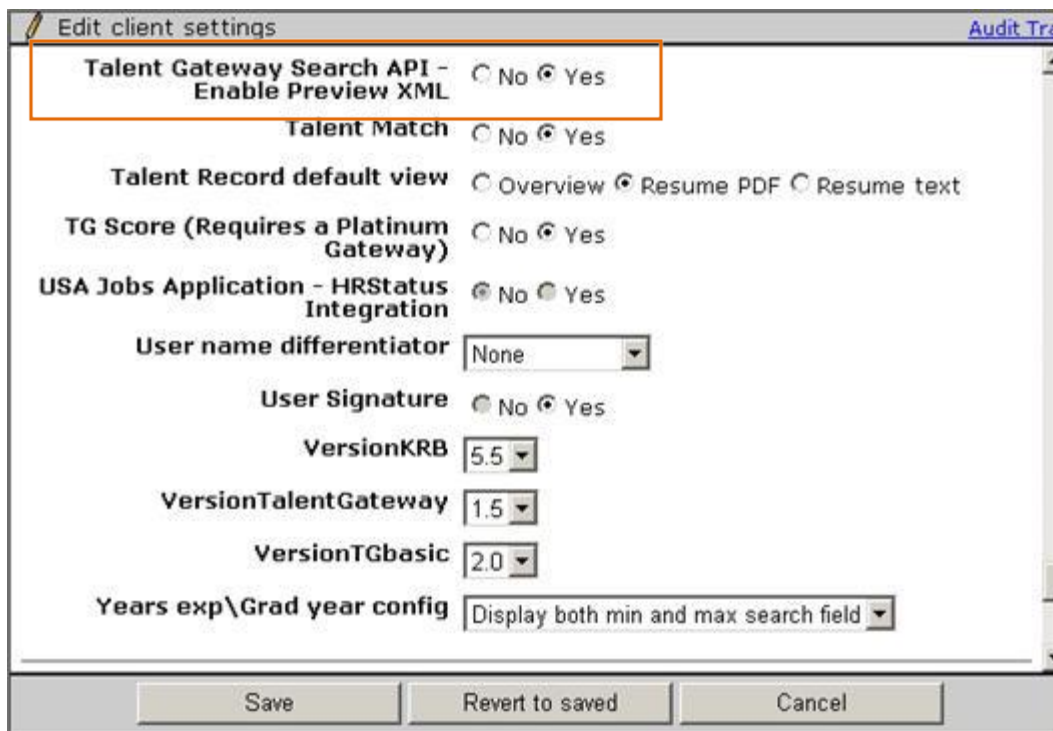 Edit client settings Audit Tra
Talent Gateway Search API -
Enable Preview XML No Yes
Talent Match No Yes
Talent Record default view Overview Resume PDF Resume text
TG Score (Requires a Platinum
Gateway) No Yes
USA Jobs Application - HRStatus
Integration No Yes
User name differentiator None
User Signature No Yes
VersionKRB 5.5
VersionTalentGateway 1.5
VersionTGbasic 2.0
Years exp\Grad year config Display both min and max search field
Save Revert to saved Cancel